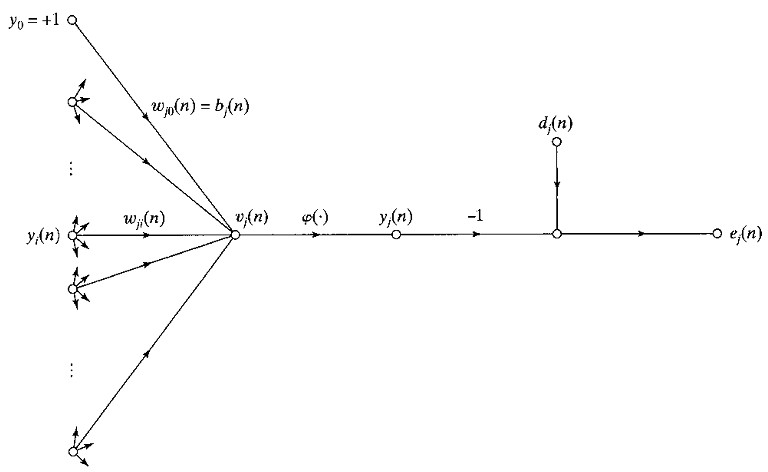 y₀ = +1
wⱼ₀(n) = bⱼ(n)
dⱼ(n)
⋮
yᵢ(n)
wⱼᵢ(n)
vⱼ(n)
φ(·)
yⱼ(n)
–1
eⱼ(n)
⋮